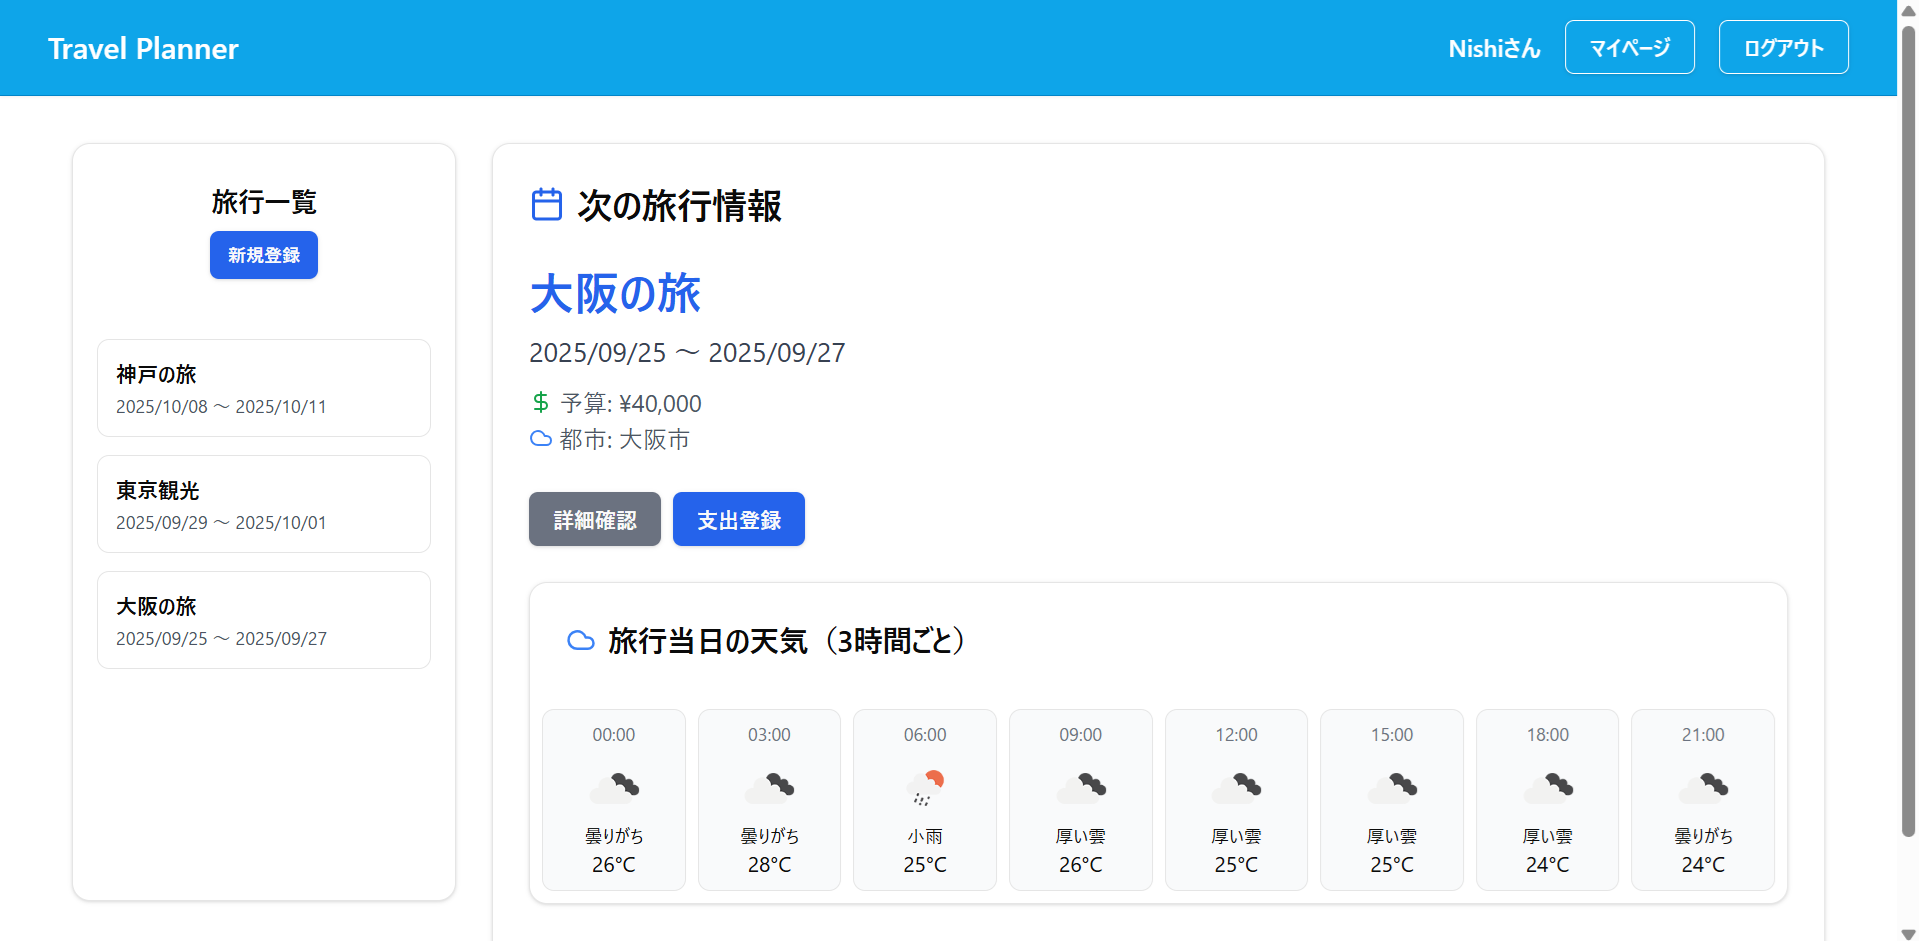 Travel Planner
Nishiさん
マイページ
ログアウト
旅行一覧
新規登録
神戸の旅
2025/10/08 〜 2025/10/11
東京観光
2025/09/29 〜 2025/10/01
大阪の旅
2025/09/25 〜 2025/09/27
次の旅行情報
大阪の旅
2025/09/25 〜 2025/09/27
$ 予算: ¥40,000
都市: 大阪市
詳細確認
支出登録
旅行当日の天気（3時間ごと）
00:00
曇りがち
26°C
03:00
曇りがち
28°C
06:00
小雨
25°C
09:00
厚い雲
26°C
12:00
厚い雲
25°C
15:00
厚い雲
25°C
18:00
厚い雲
24°C
21:00
曇りがち
24°C